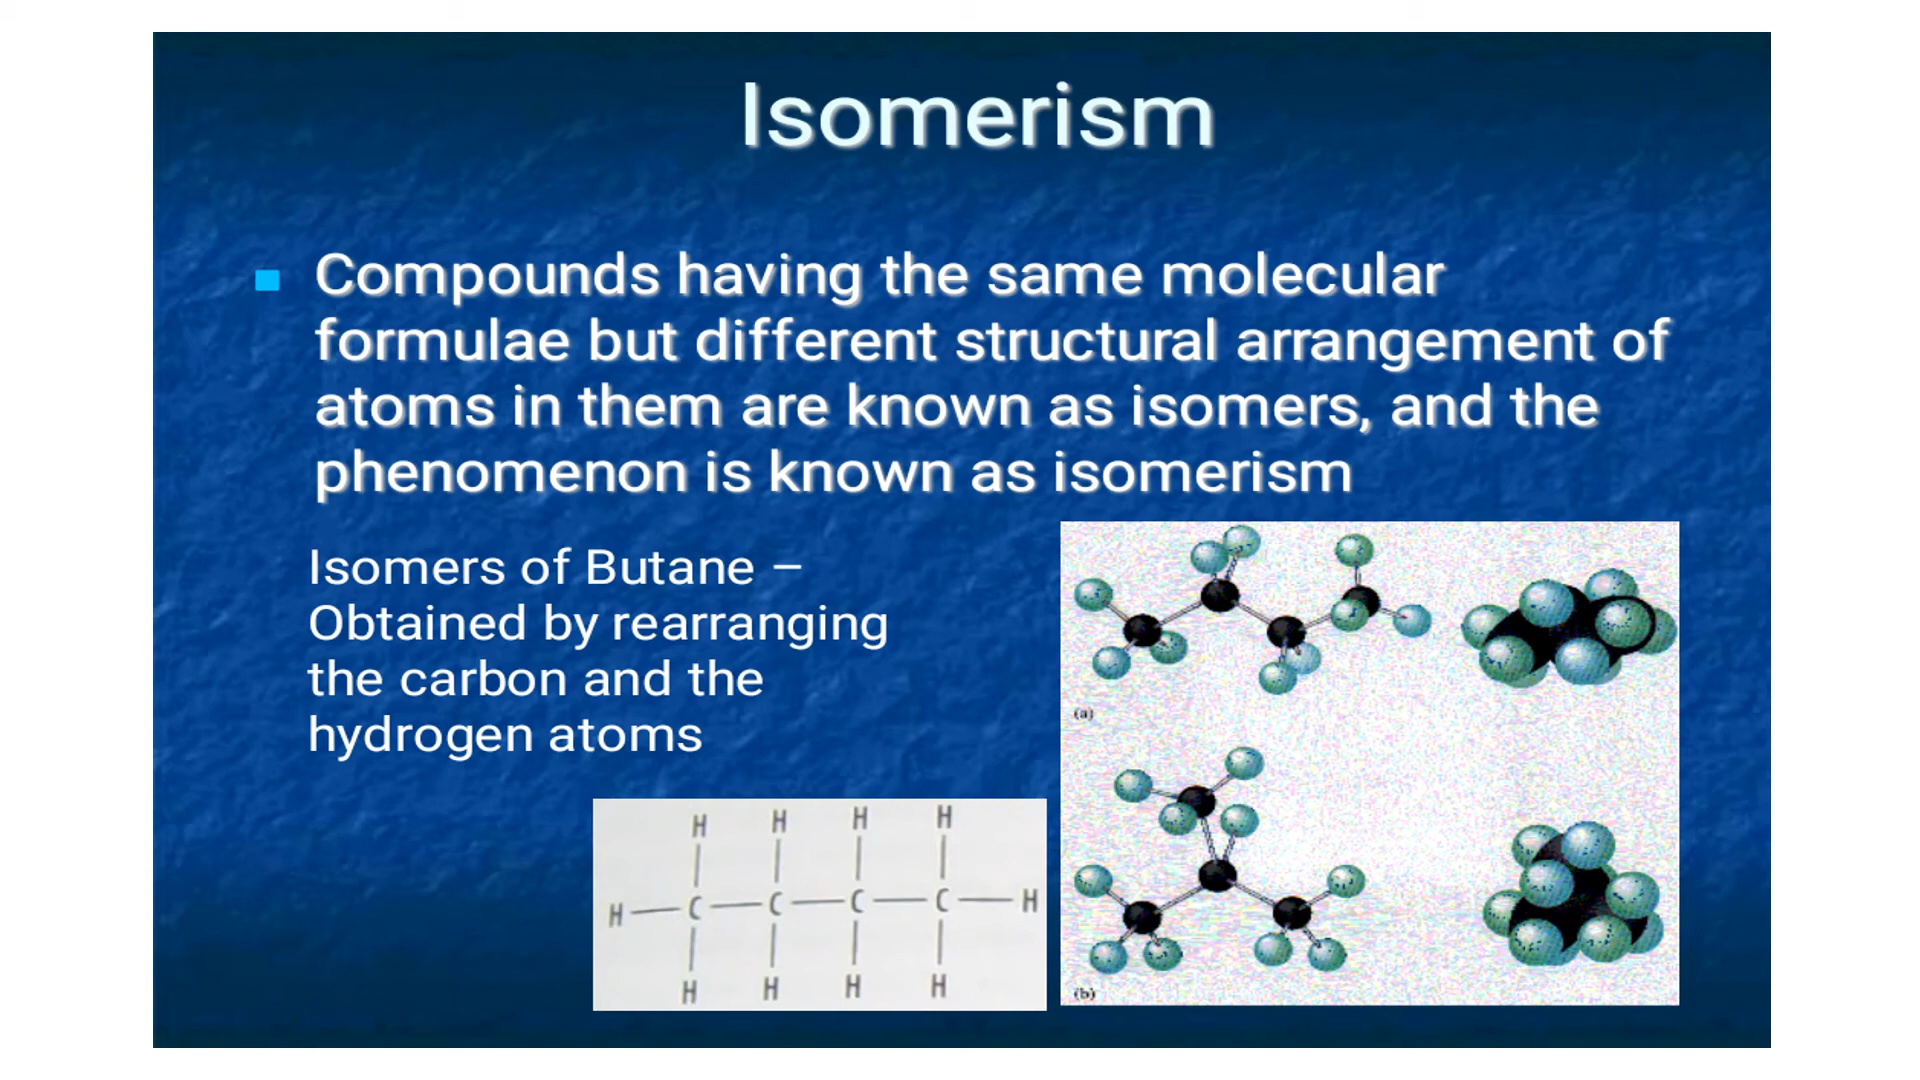 Isomerism
Compounds having the same molecular
formulae but different structural arrangement of
atoms in them are known as isomers, and the
phenomenon is known as isomerism
Isomers of Butane –
Obtained by rearranging
the carbon and the
hydrogen atoms
H H H H
H C C C C H
H H H H
(a)
(b)